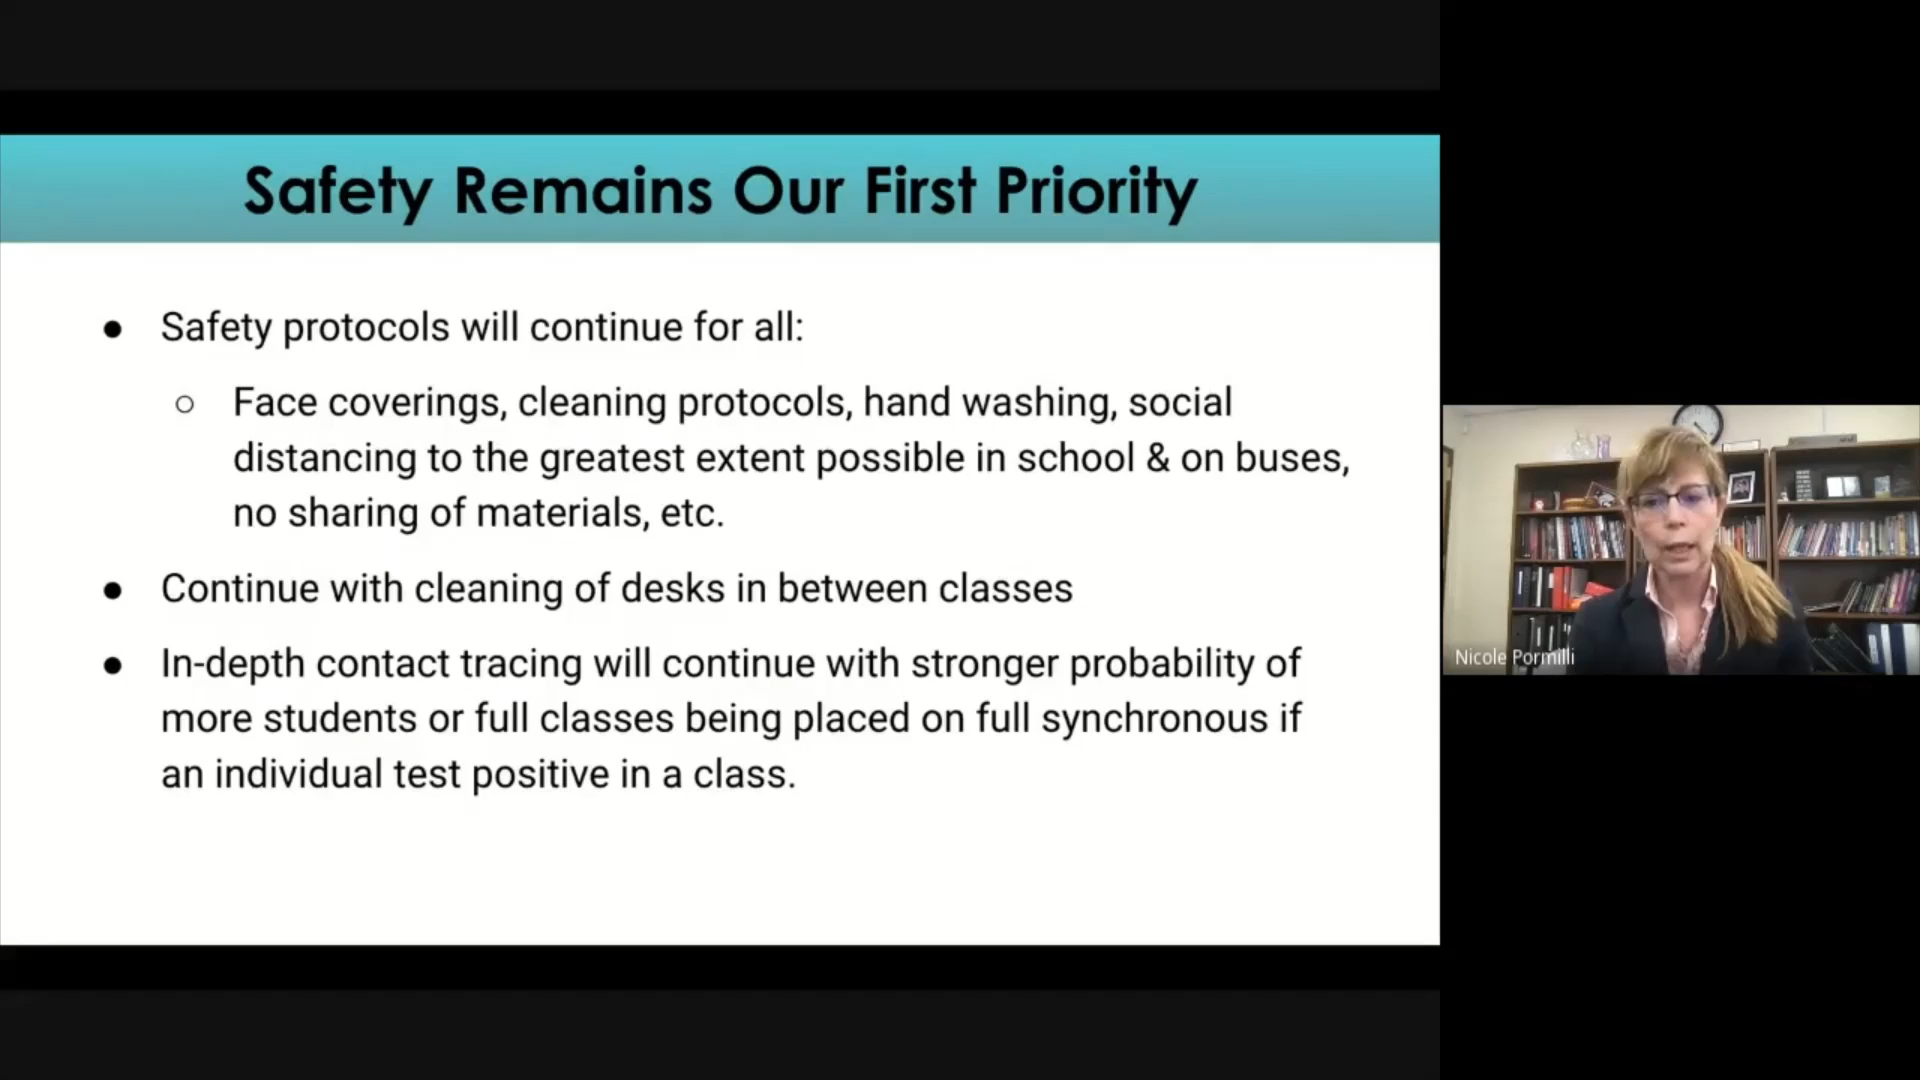 Safety Remains Our First Priority
● Safety protocols will continue for all:
○ Face coverings, cleaning protocols, hand washing, social
distancing to the greatest extent possible in school & on buses,
no sharing of materials, etc.
● Continue with cleaning of desks in between classes
● In-depth contact tracing will continue with stronger probability of
more students or full classes being placed on full synchronous if
an individual test positive in a class.
Nicole Pormilli